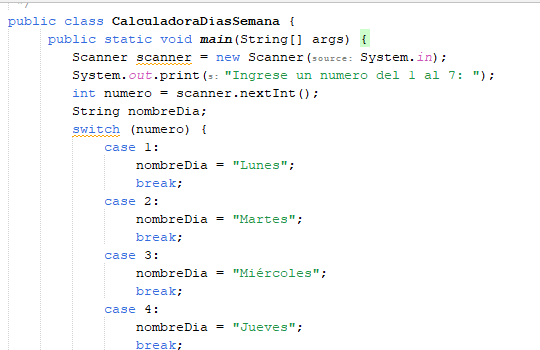 */
public class CalculadoraDiasSemana {
public static void main(String[] args) {
Scanner scanner = new Scanner(source: System.in);
System.out.print(s: "Ingrese un numero del 1 al 7: ");
int numero = scanner.nextInt();
String nombreDia;
switch (numero) {
case 1:
nombreDia = "Lunes";
break;
case 2:
nombreDia = "Martes";
break;
case 3:
nombreDia = "Miércoles";
break;
case 4:
nombreDia = "Jueves";
break;